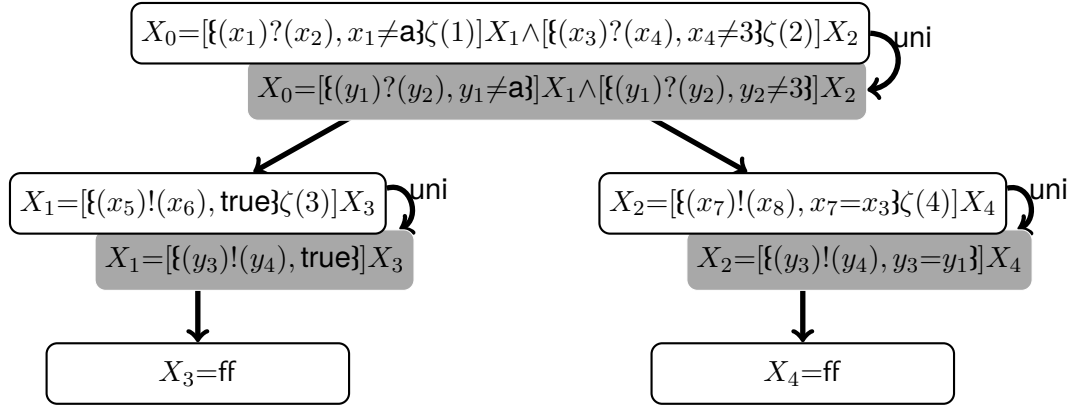 X₀=[{(x₁)?(x₂), x₁≠a}ζ(1)]X₁∧[{(x₃)?(x₄), x₄≠3}ζ(2)]X₂
uni
X₀=[{(y₁)?(y₂), y₁≠a}]X₁∧[{(y₁)?(y₂), y₂≠3}]X₂
X₁=[{(x₅)!(x₆), true}ζ(3)]X₃
uni
X₂=[{(x₇)!(x₈), x₇=x₃}ζ(4)]X₄
uni
X₁=[{(y₃)!(y₄), true}]X₃
X₂=[{(y₃)!(y₄), y₃=y₁}]X₄
X₃=ff
X₄=ff